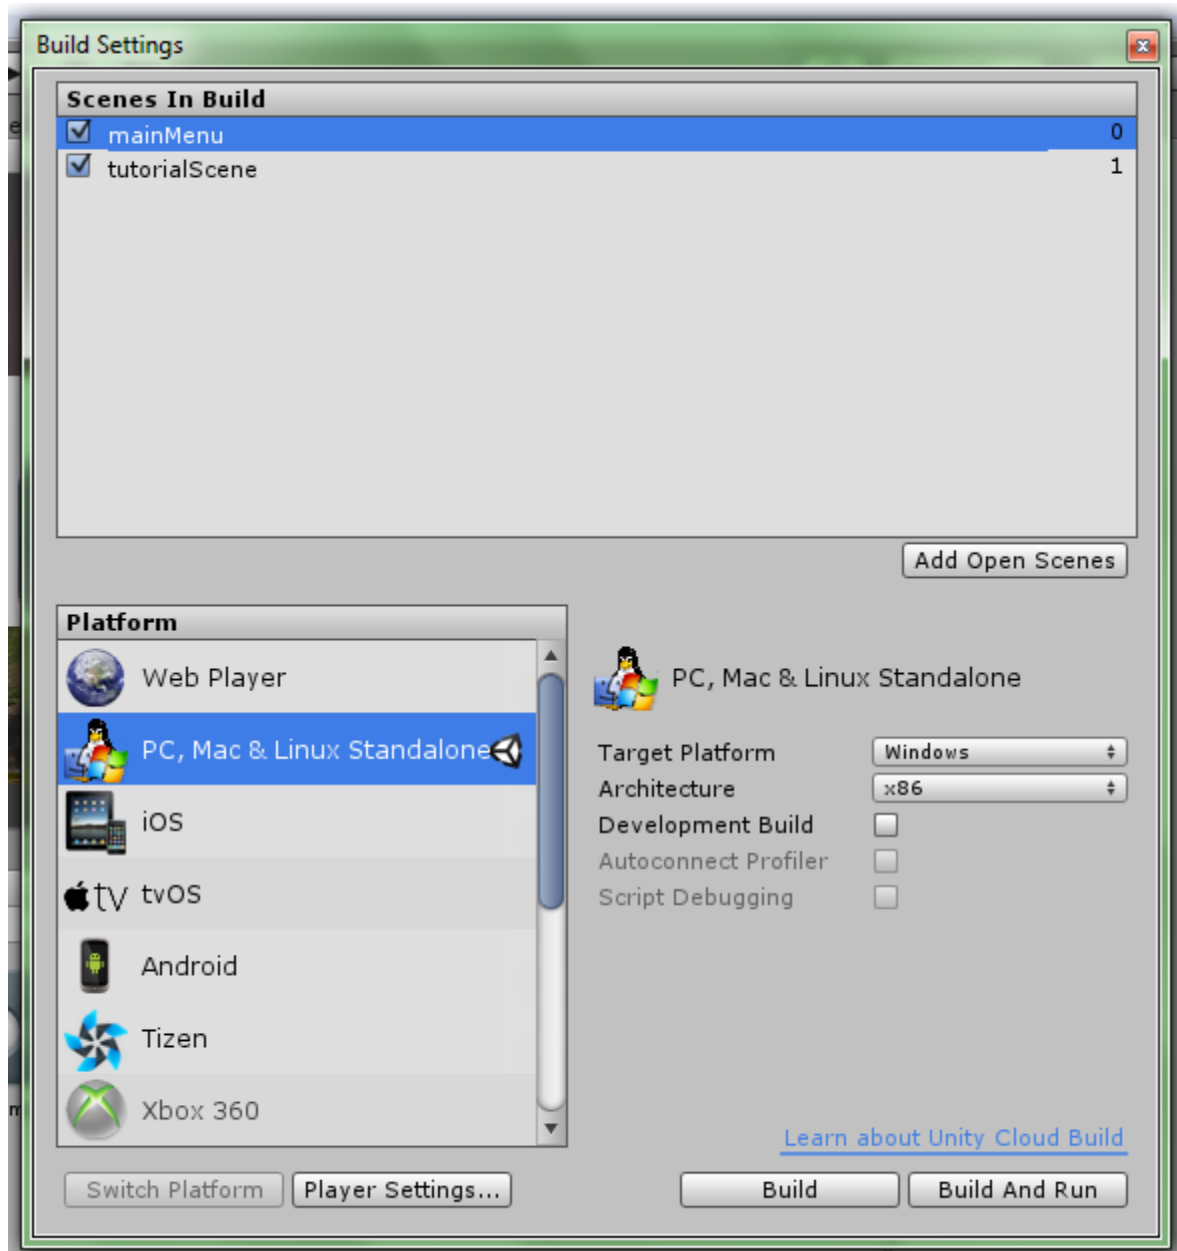 Build Settings
Scenes In Build
mainMenu 0
tutorialScene 1
Add Open Scenes
Platform
Web Player
PC, Mac & Linux Standalone
iOS
tv tvOS
Android
Tizen
Xbox 360
PC, Mac & Linux Standalone
Target Platform Windows
Architecture x86
Development Build
Autoconnect Profiler
Script Debugging
Learn about Unity Cloud Build
Switch Platform Player Settings... Build Build And Run